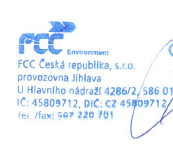 FCC Environment
FCC Česká republika, s.r.o.
provozovna Jihlava
U Hlavního nádraží 4286/2, 586 01
IČ: 45809712, DIČ: CZ 45809712
tel. /fax: 567 220 701